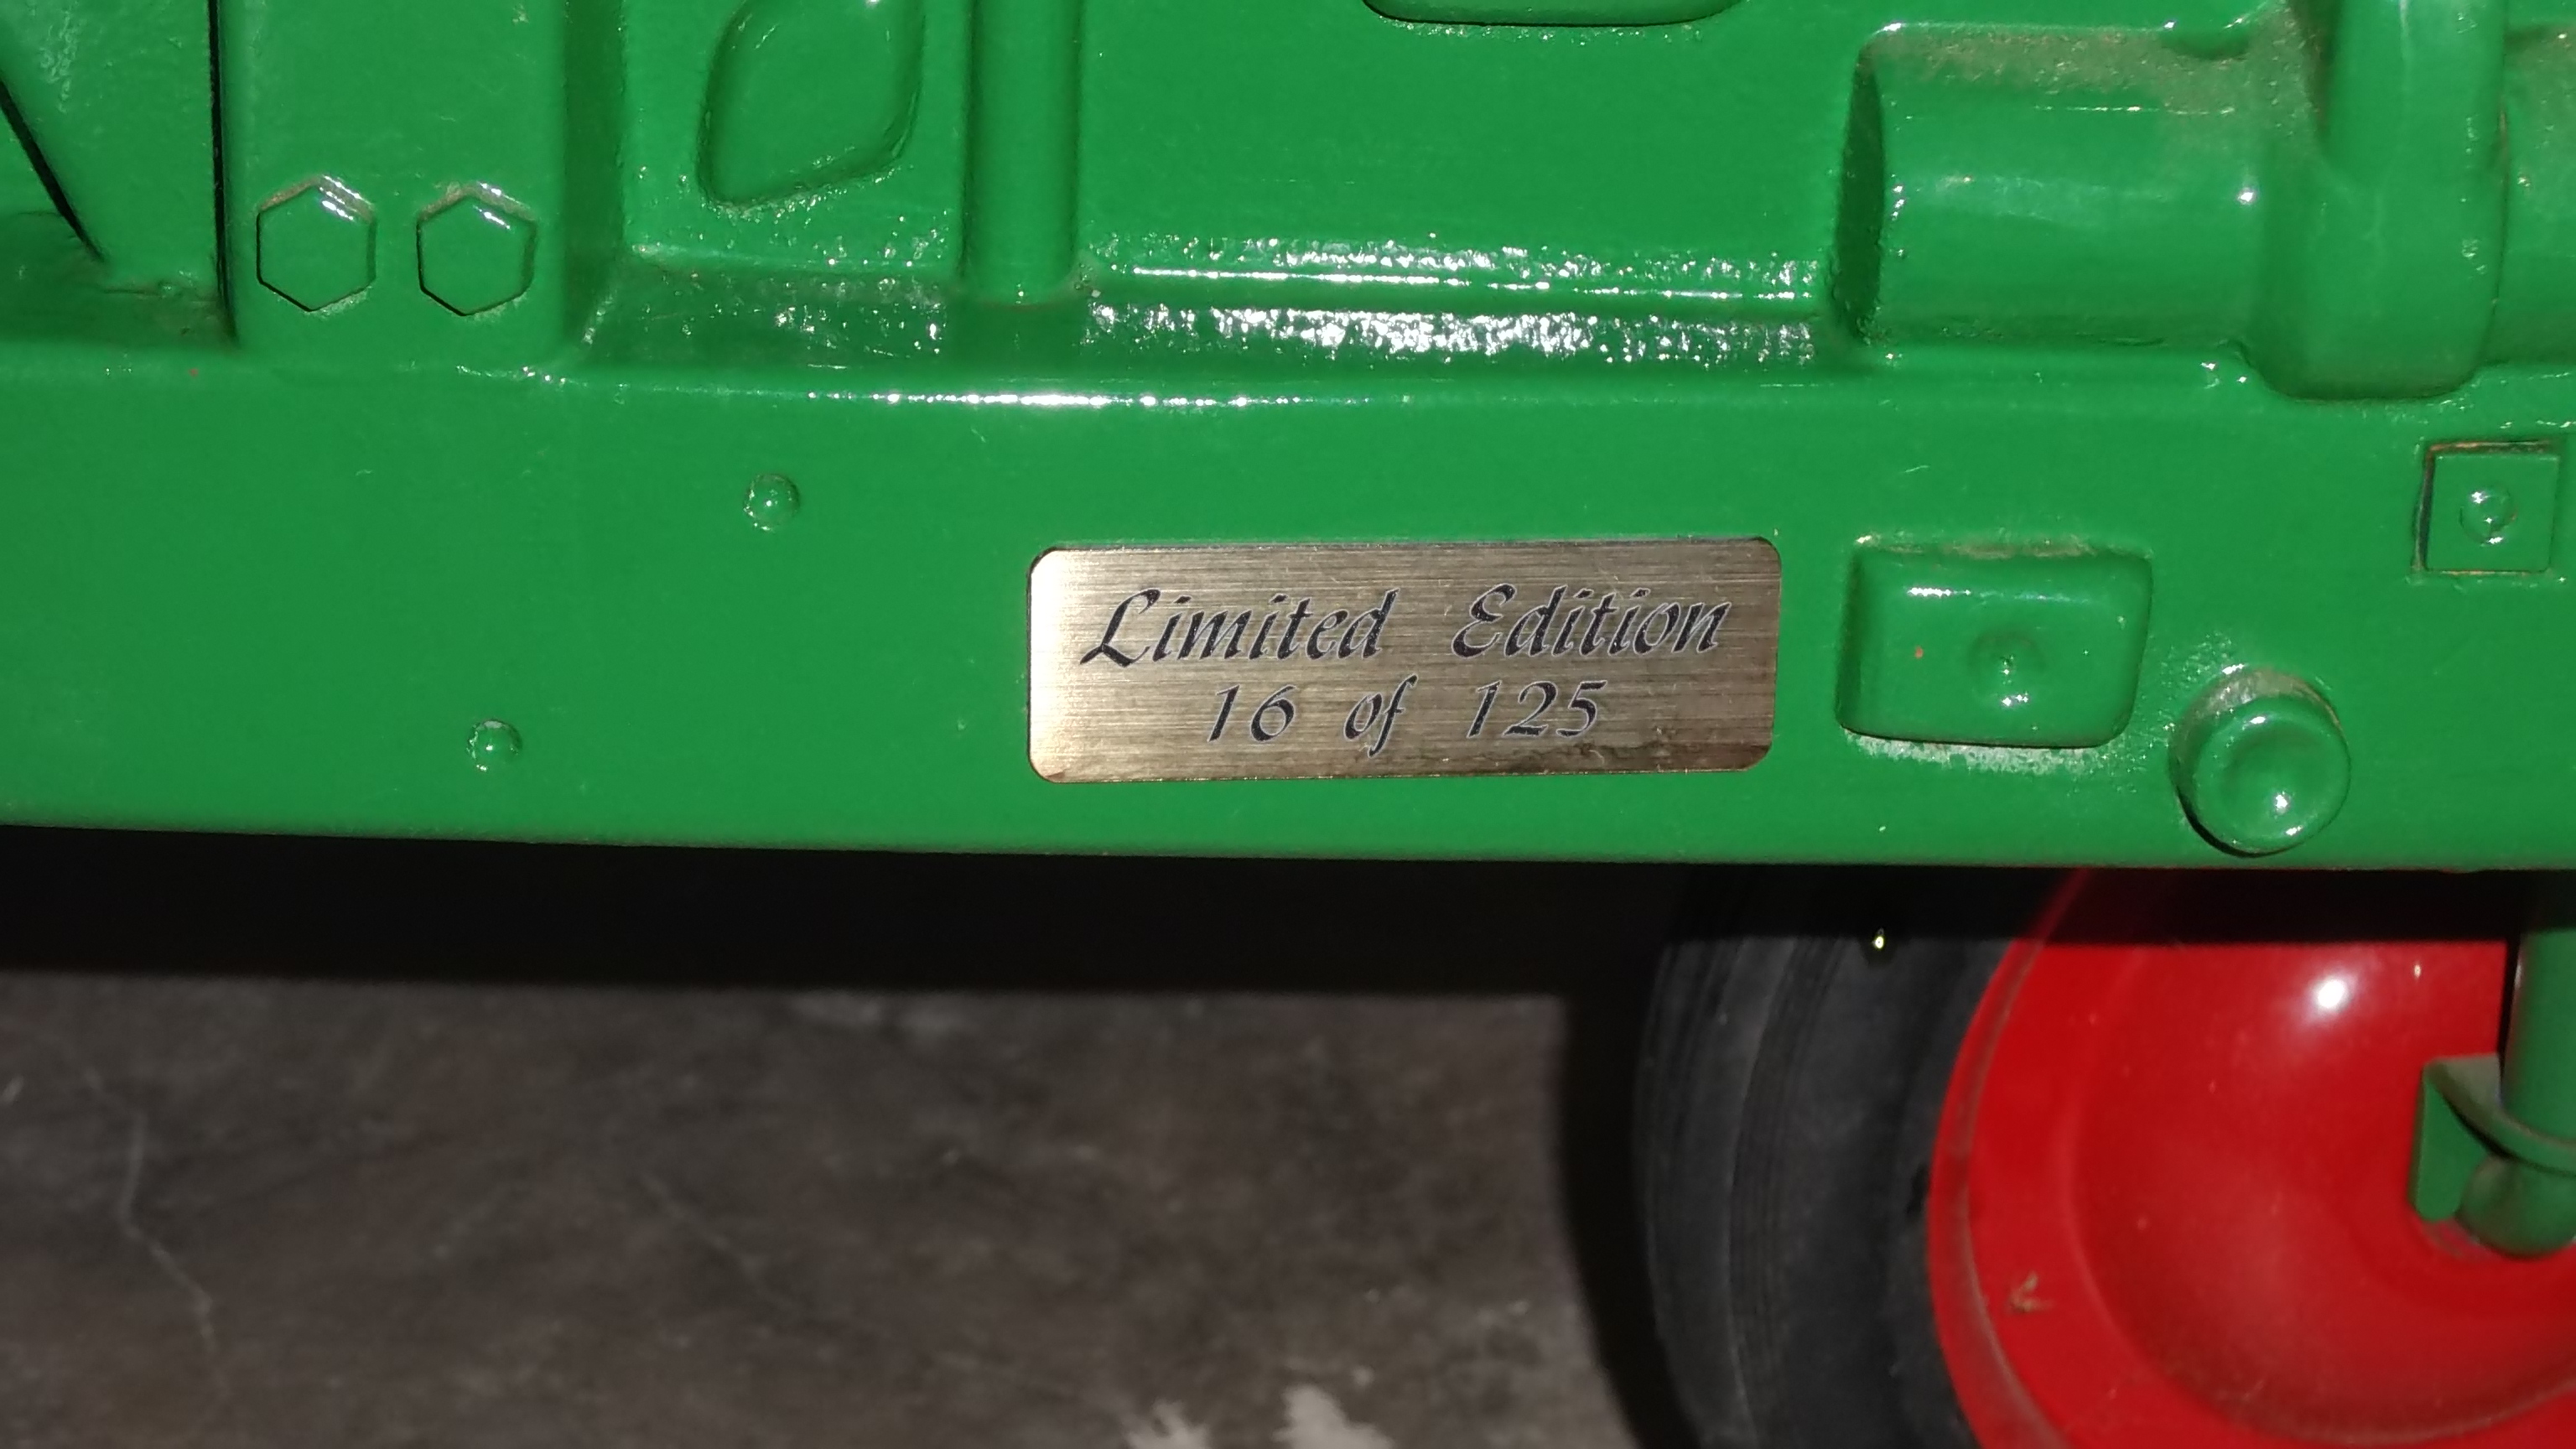 Limited Edition
16 of 125